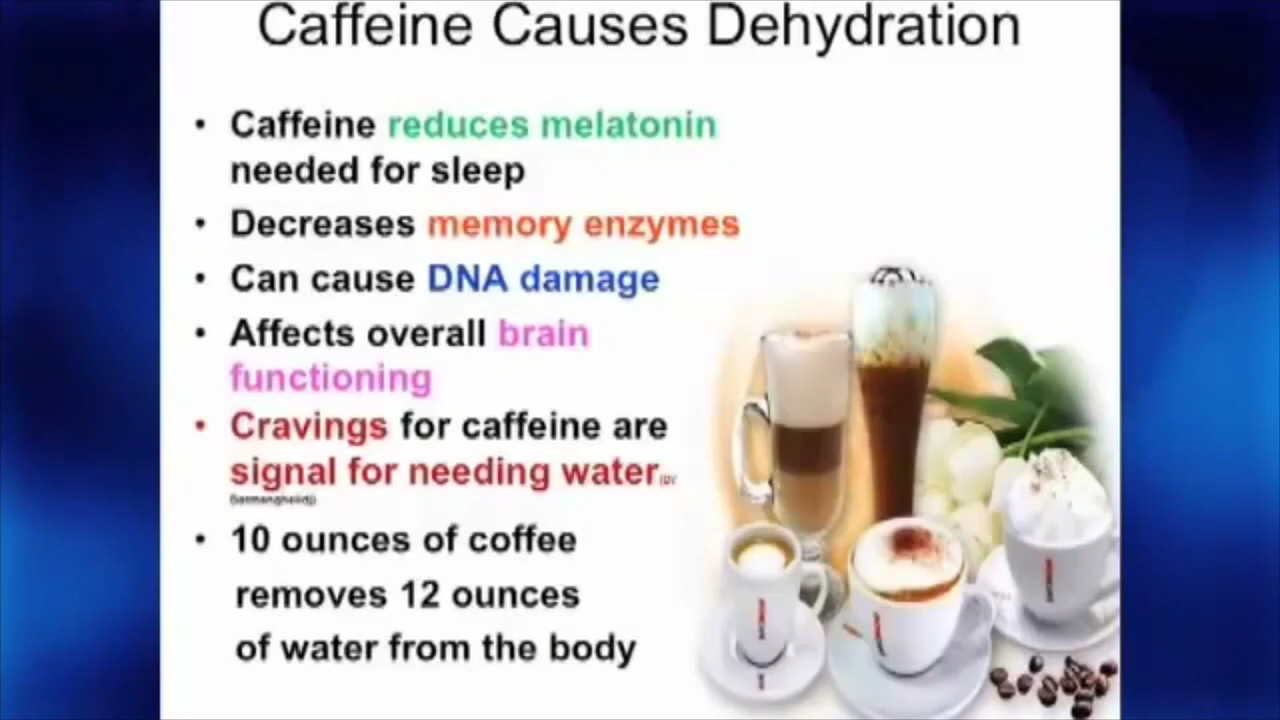 Caffeine Causes Dehydration
• Caffeine reduces melatonin
needed for sleep
• Decreases memory enzymes
• Can cause DNA damage
• Affects overall brain
functioning
• Cravings for caffeine are
signal for needing water
• 10 ounces of coffee
removes 12 ounces
of water from the body